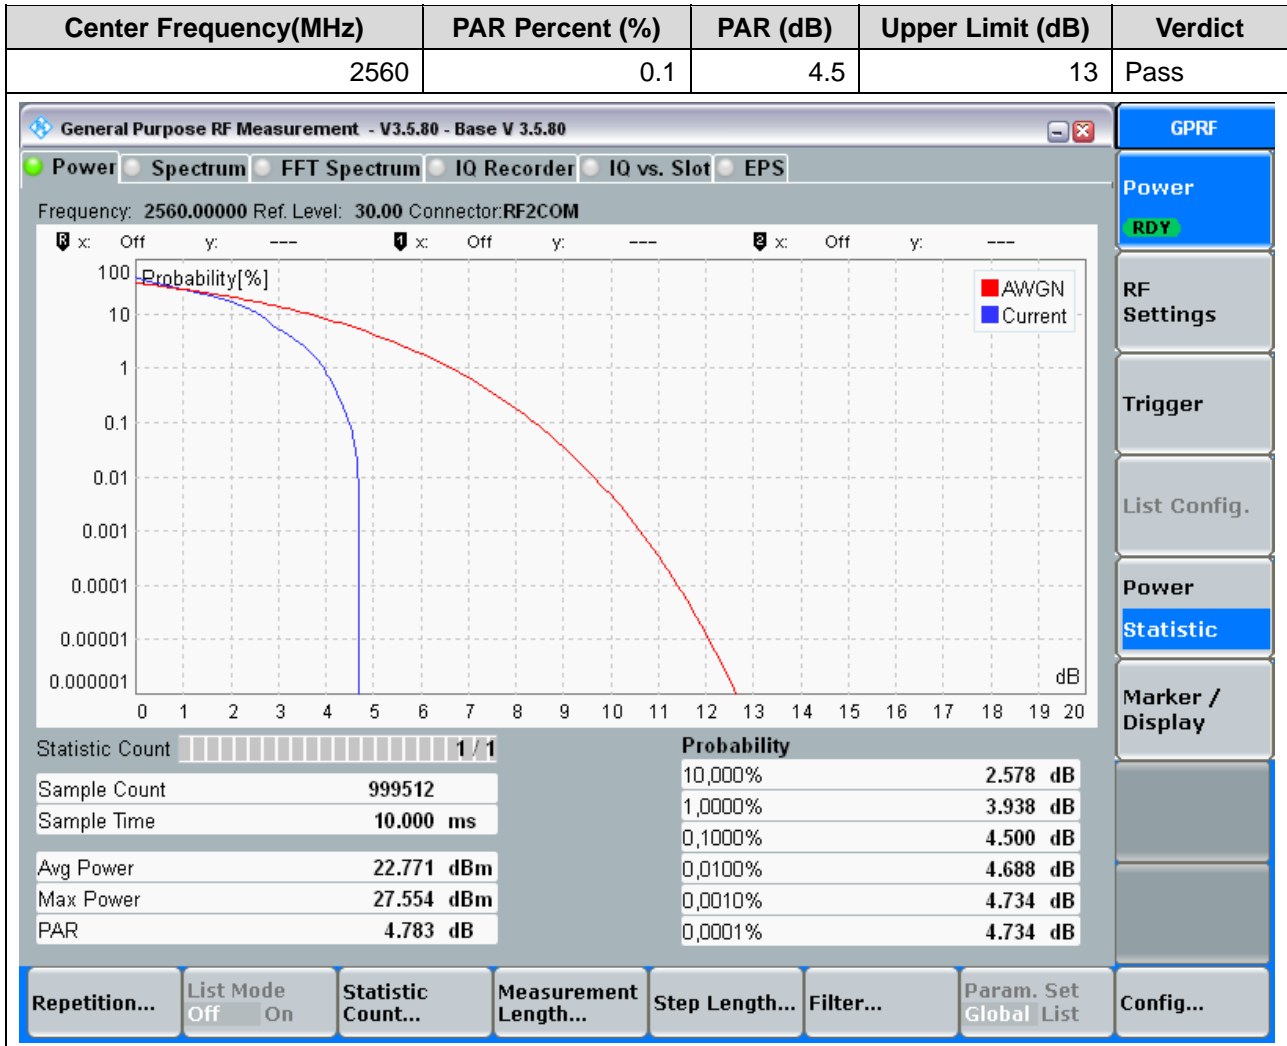 Center Frequency(MHz) PAR Percent (%) PAR (dB) Upper Limit (dB) Verdict
2560 0.1 4.5 13 Pass
General Purpose RF Measurement - V3.5.80 - Base V 3.5.80
GPRF
Power Spectrum FFT Spectrum IQ Recorder IQ vs. Slot EPS
Frequency: 2560.00000 Ref. Level: 30.00 Connector:RF2COM
R x: Off y: --- 1 x: Off y: --- 2 x: Off y: ---
Probability[%]
100
10
1
0.1
0.01
0.001
0.0001
0.00001
0.000001
AWGN
Current
dB
0 1 2 3 4 5 6 7 8 9 10 11 12 13 14 15 16 17 18 19 20
Statistic Count 1 / 1
Sample Count 999512
Sample Time 10.000 ms
Avg Power 22.771 dBm
Max Power 27.554 dBm
PAR 4.783 dB
Probability
10,000% 2.578 dB
1,0000% 3.938 dB
0,1000% 4.500 dB
0,0100% 4.688 dB
0,0010% 4.734 dB
0,0001% 4.734 dB
Power
RDY
RF
Settings
Trigger
List Config.
Power
Statistic
Marker /
Display
Repetition...
List Mode
Off On
Statistic
Count...
Measurement
Length...
Step Length...
Filter...
Param. Set
Global List
Config...